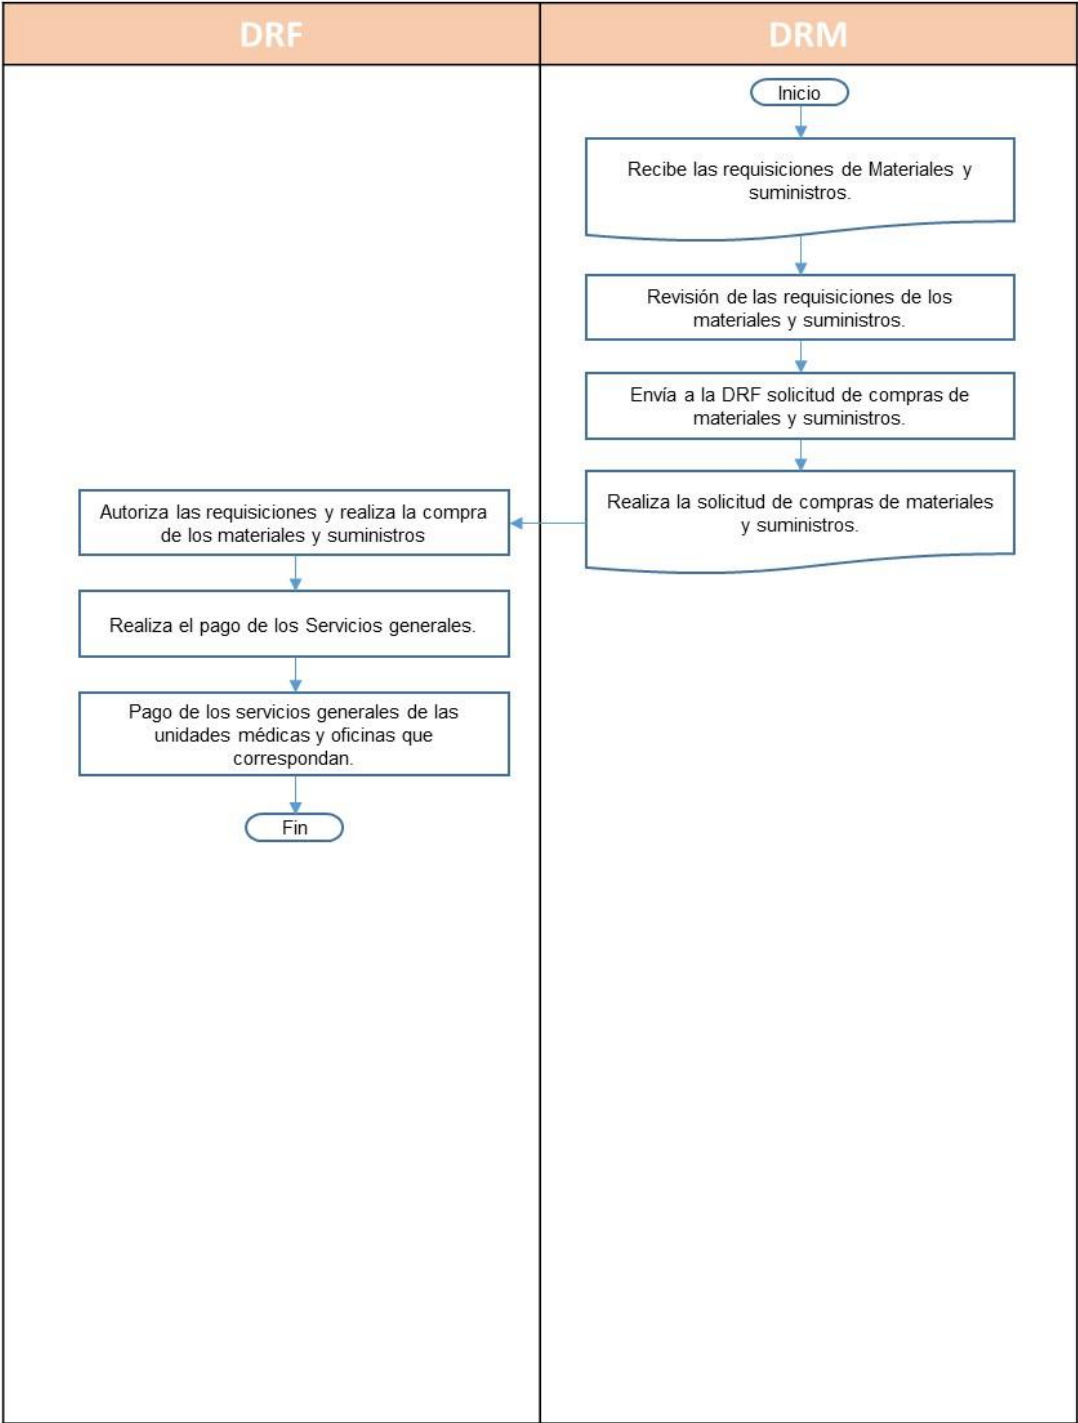 DRF
DRM
Inicio
Recibe las requisiciones de Materiales y
suministros.
Revisión de las requisiciones de los
materiales y suministros.
Envía a la DRF solicitud de compras de
materiales y suministros.
Realiza la solicitud de compras de materiales
y suministros.
Autoriza las requisiciones y realiza la compra
de los materiales y suministros
Realiza el pago de los Servicios generales.
Pago de los servicios generales de las
unidades médicas y oficinas que
correspondan.
Fin